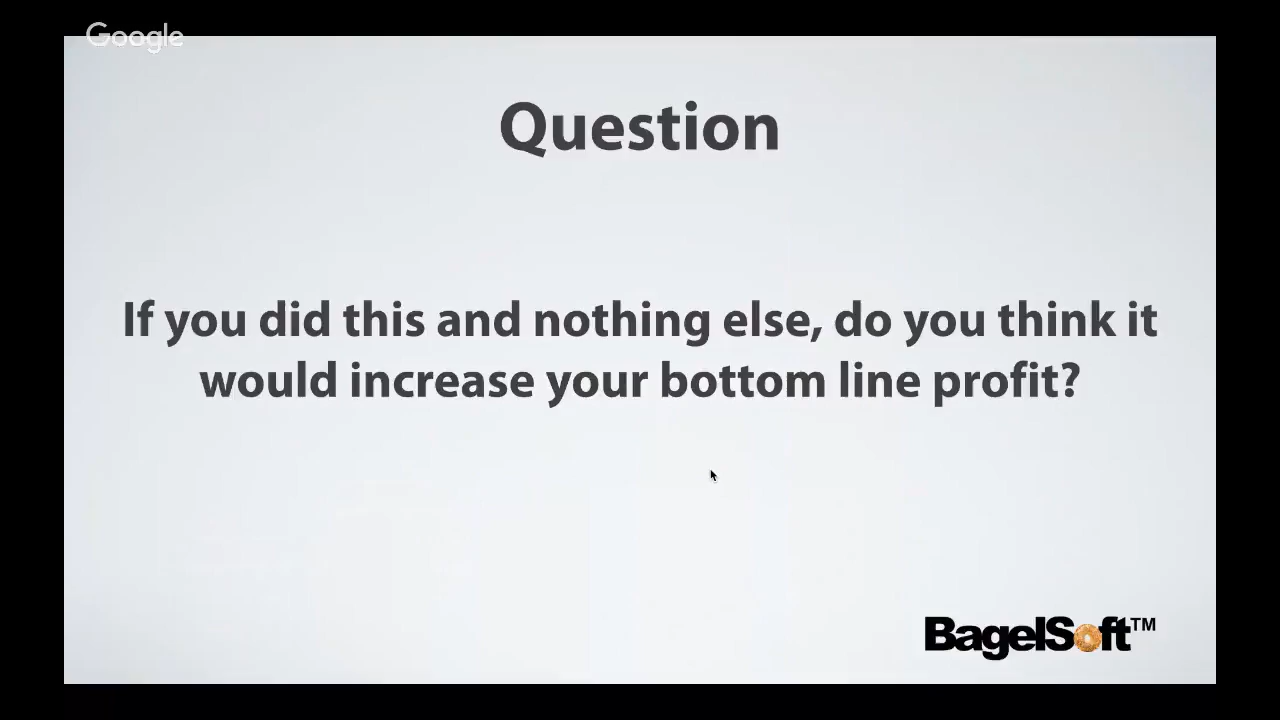 Google
Question
If you did this and nothing else, do you think it
would increase your bottom line profit?
BagelSoft™